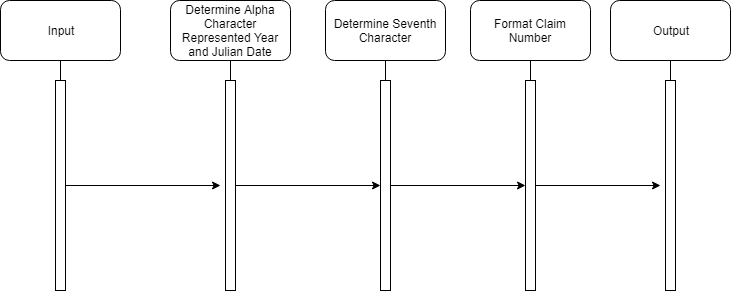 Input
Determine Alpha
Character
Represented Year
and Julian Date
Determine Seventh
Character
Format Claim
Number
Output